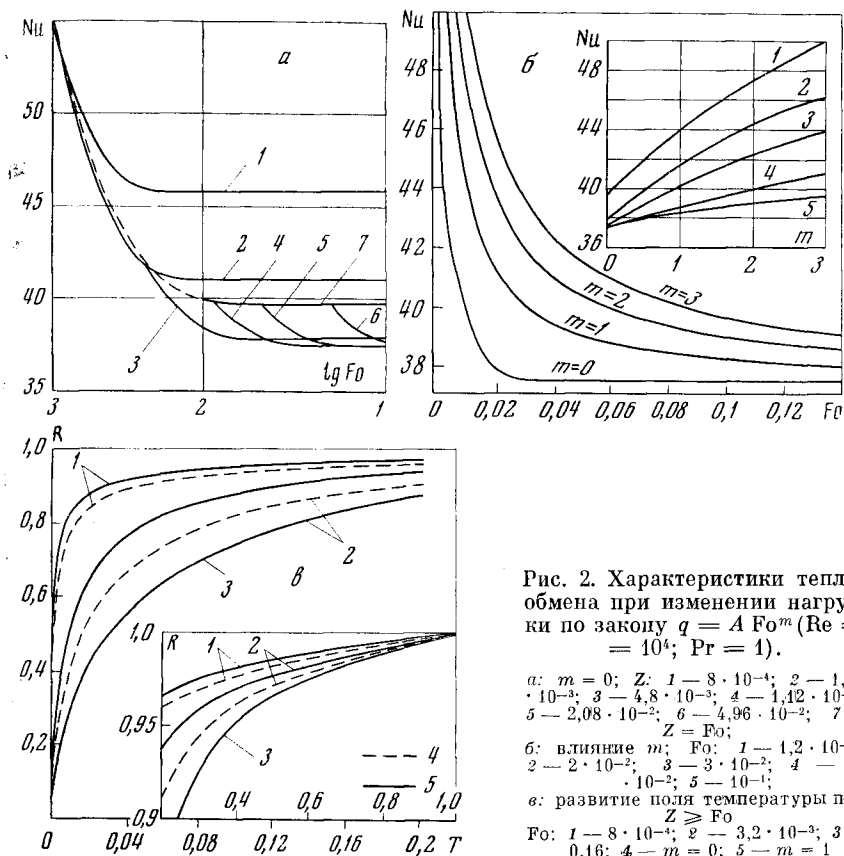 Nu
50
45
40
35
3
2
1
lg Fo
а
1
2 4 5 7
6
3
Nu
48
46
44
42
40
38
б
m=3
m=2
m=1
m=0
0 0,02 0,04 0,06 0,08 0,1 0,12 Fo
Nu
48
44
40
36
0 1 2 m 3
1
2
3
4
5
R
1,0
0,8
0,6
0,4
0,2
0 0,04 0,08 0,12 0,16 0,2 T
1
2
3
в
1,0 R
0,95
0,9
0,4 0,6 0,8 1,0
1
2
3
4
5
Рис. 2. Характеристики тепл
обмена при изменении нагру
ки по закону q = A Foᵐ (Re =
= 10⁴; Pr = 1).
а: m = 0; Z: 1 — 8 · 10⁻⁴; 2 — 1,
· 10⁻³; 3 — 4,8 · 10⁻³; 4 — 1,12 · 10
5 — 2,08 · 10⁻²; 6 — 4,96 · 10⁻²; 7
Z = Fo;
б: влияние m; Fo: 1 — 1,2 · 10
2 — 2 · 10⁻²; 3 — 3 · 10⁻²; 4 —
· 10⁻²; 5 — 10⁻¹;
в: развитие поля температуры п
Z ⩾ Fo
Fo: 1 — 8 · 10⁻⁴; 2 — 3,2 · 10⁻³; 3
0,16; 4 — m = 0; 5 — m = 1